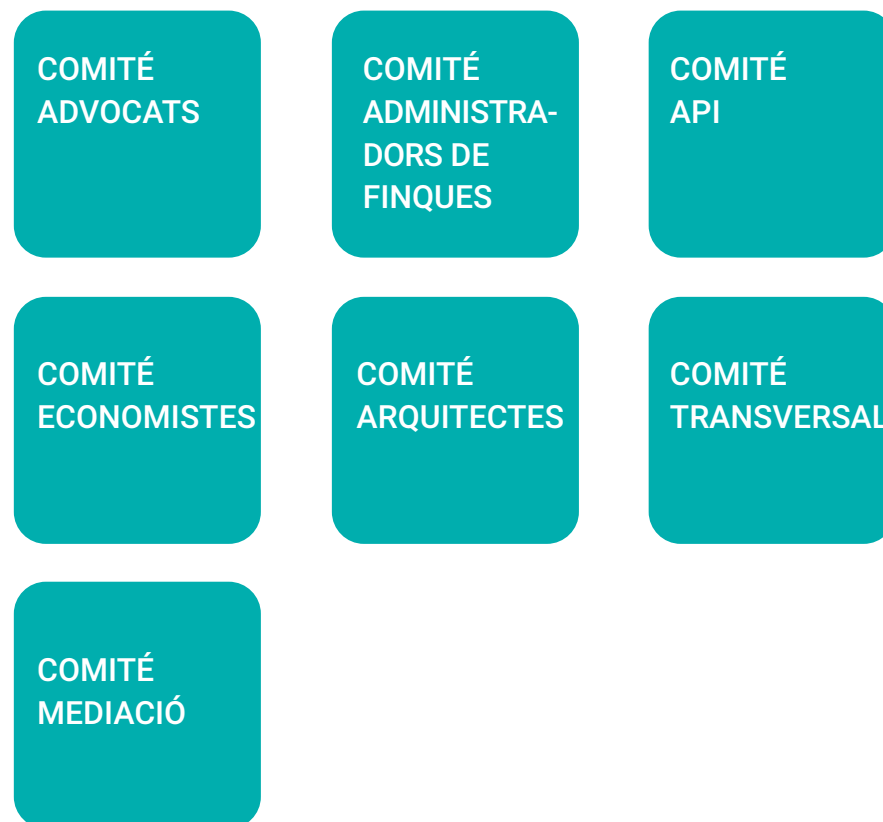 COMITÉ
ADVOCATS
COMITÉ
ADMINISTRA-
DORS DE
FINQUES
COMITÉ
API
COMITÉ
ECONOMISTES
COMITÉ
ARQUITECTES
COMITÉ
TRANSVERSAL
COMITÉ
MEDIACIÓ